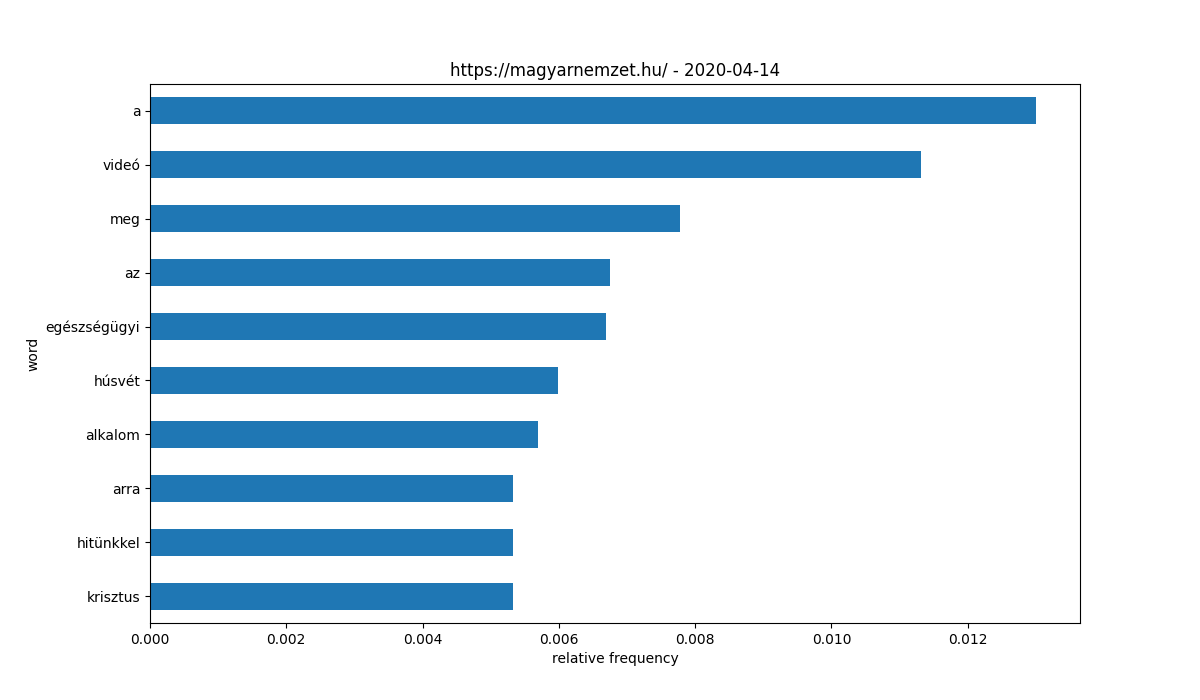 https://magyarnemzet.hu/ - 2020-04-14
a
videó
meg
az
egészségügyi
húsvét
alkalom
arra
hitünkkel
krisztus
word
0.000 0.002 0.004 0.006 0.008 0.010 0.012
relative frequency